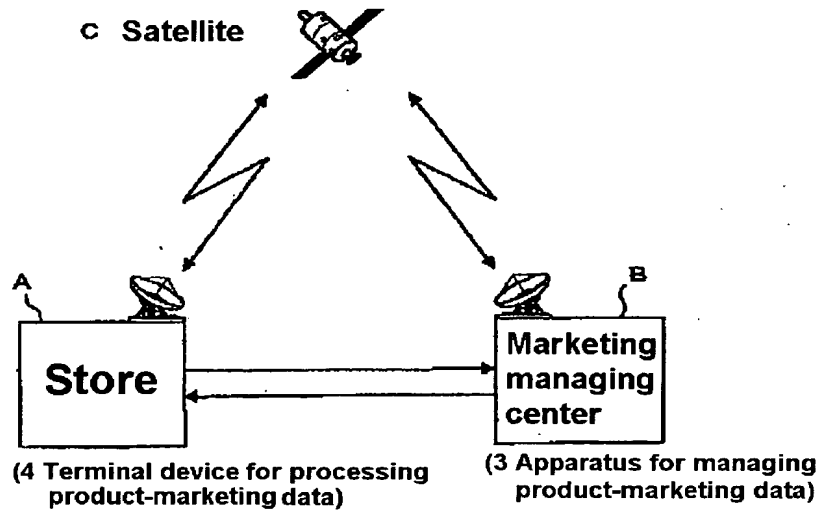 C Satellite
A
B
Store
Marketing
managing
center
(4 Terminal device for processing
product-marketing data)
(3 Apparatus for managing
product-marketing data)